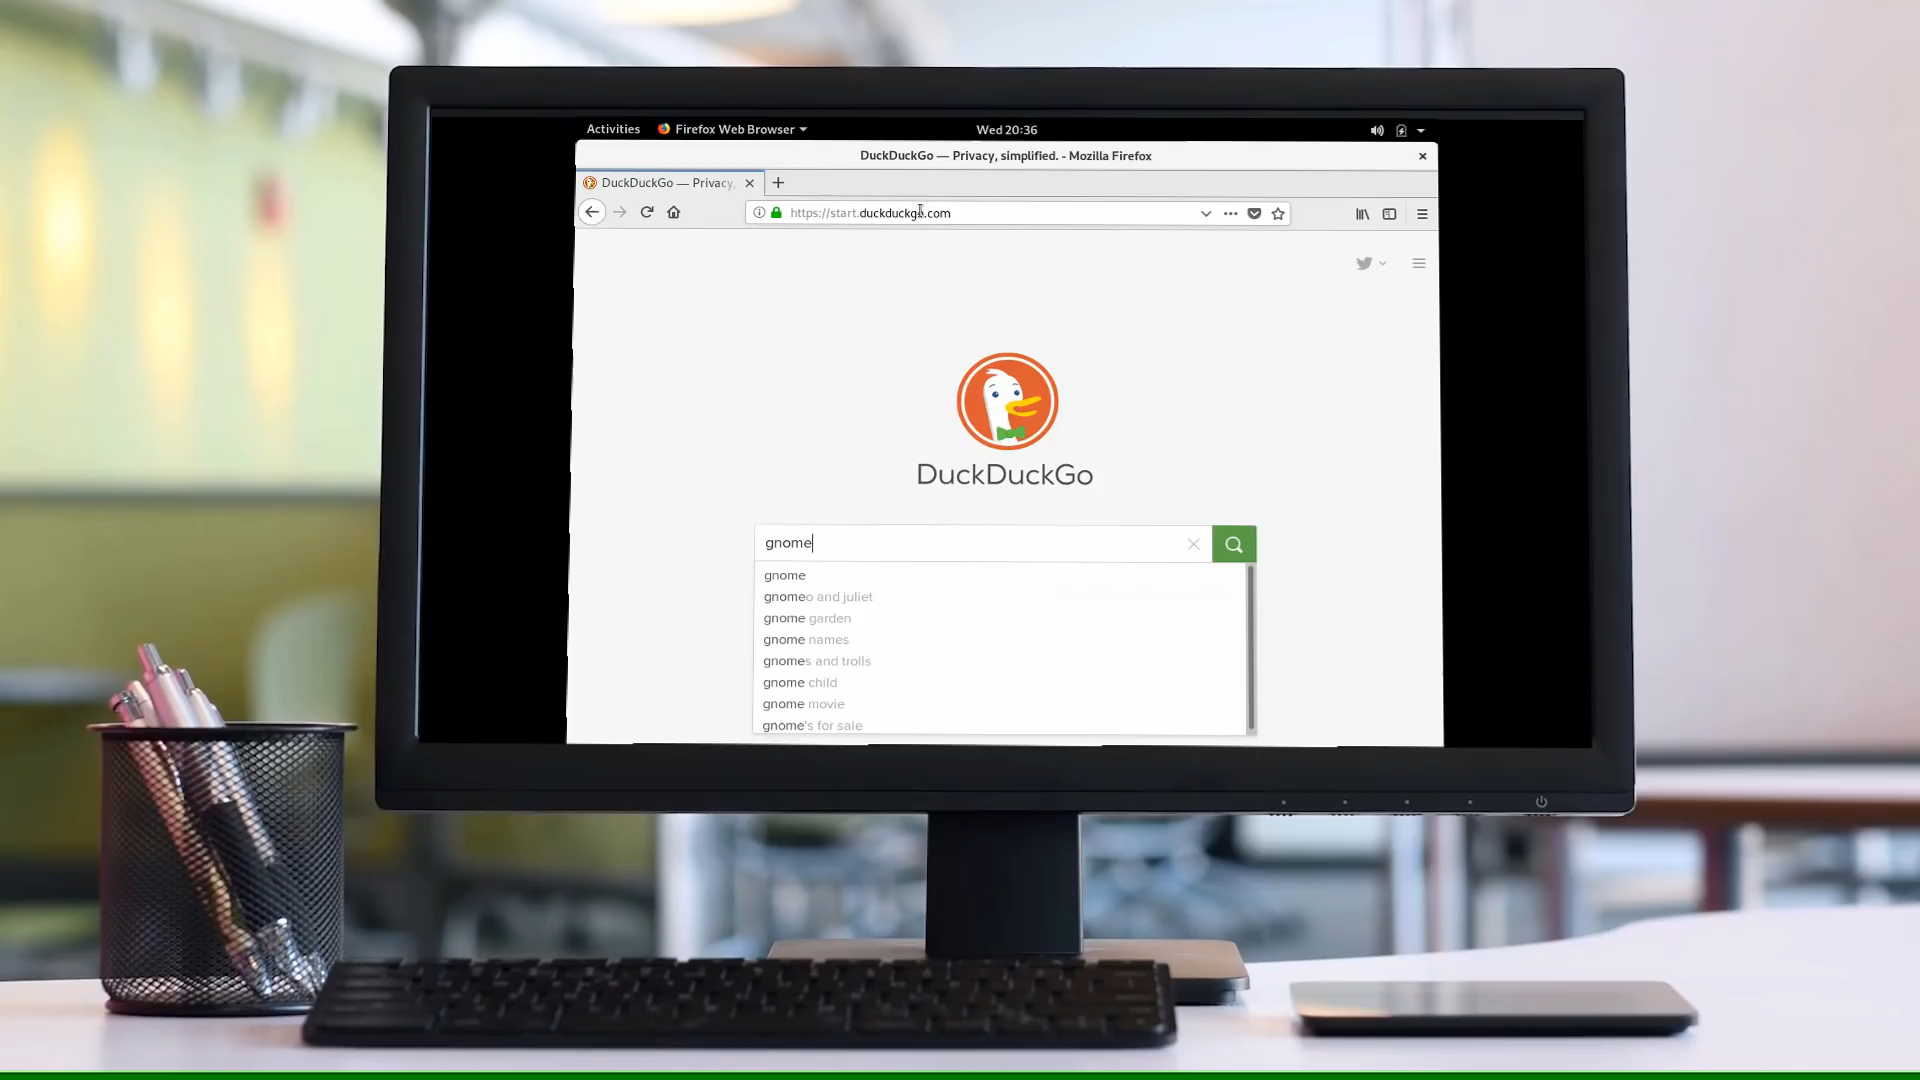 Activities Firefox Web Browser Wed 20:36
DuckDuckGo — Privacy, simplified. - Mozilla Firefox
DuckDuckGo — Privacy,
https://start.duckduckgo.com
DuckDuckGo
gnome
gnome
gnomeo and juliet
gnome garden
gnome names
gnomes and trolls
gnome child
gnome movie
gnome's for sale